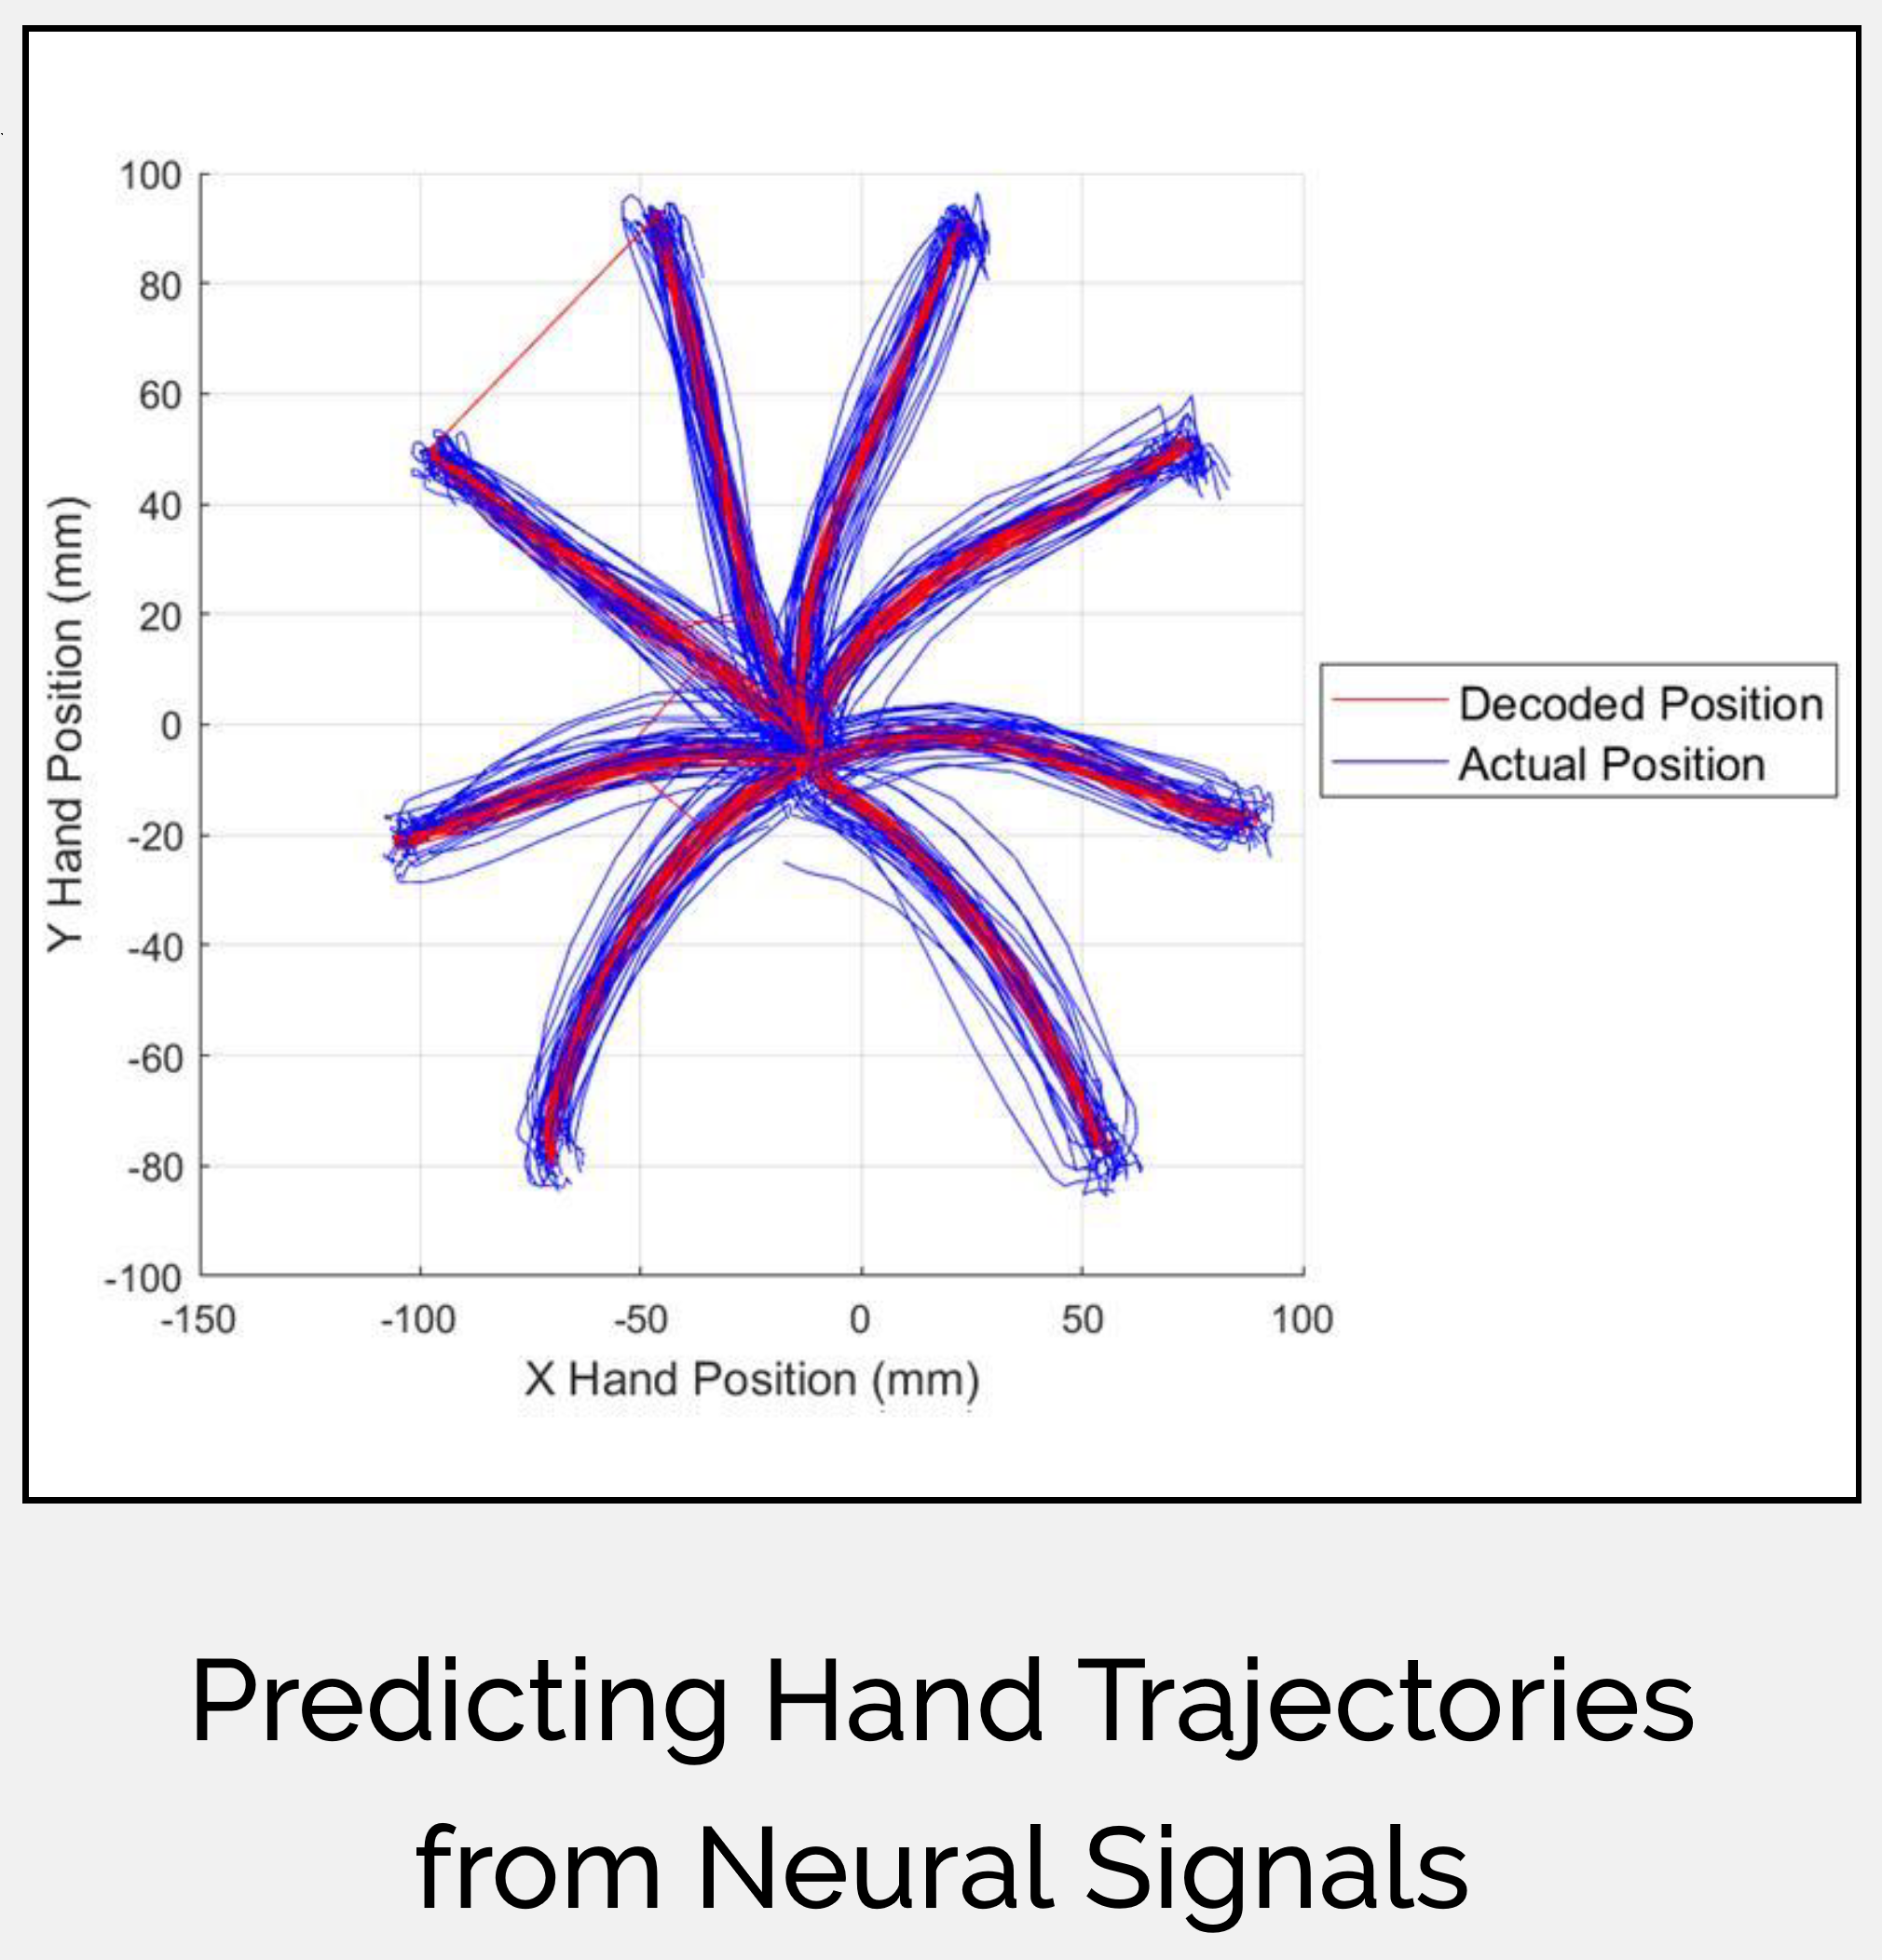 100
80
60
40
20
0
-20
-40
-60
-80
-100
-150
-100
-50
0
50
100
Y Hand Position (mm)
X Hand Position (mm)
Decoded Position
Actual Position
Predicting Hand Trajectories
from Neural Signals